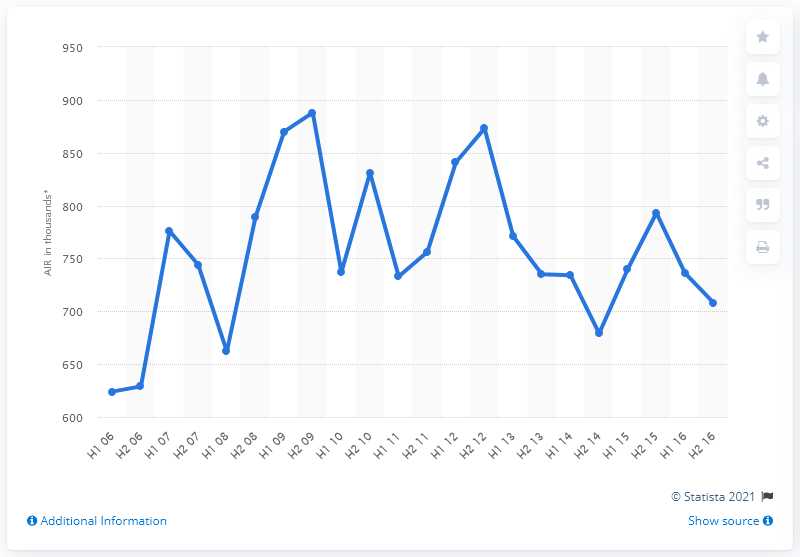 950
900
850
800
750
700
650
600
AIR in thousands*
H1 06
H2 06
H1 07
H2 07
H1 08
H2 08
H1 09
H2 09
H1 10
H2 10
H1 11
H2 11
H1 12
H2 12
H1 13
H2 13
H1 14
H2 14
H1 15
H2 15
H1 16
H2 16
© Statista 2021
Additional Information
Show source